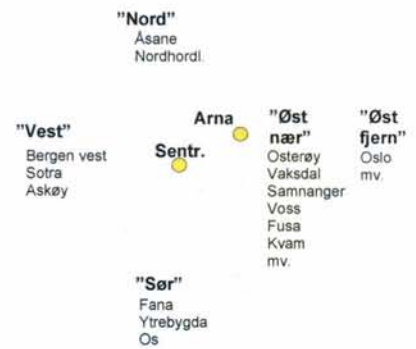 "Nord"
Åsane
Nordhordl.
"Vest"
Bergen vest
Sotra
Askøy
Sentr.
Arna
"Øst
nær"
Osterøy
Vaksdal
Samnanger
Voss
Fusa
Kvam
mv.
"Øst
fjern"
Oslo
mv.
"Sør"
Fana
Ytrebygda
Os